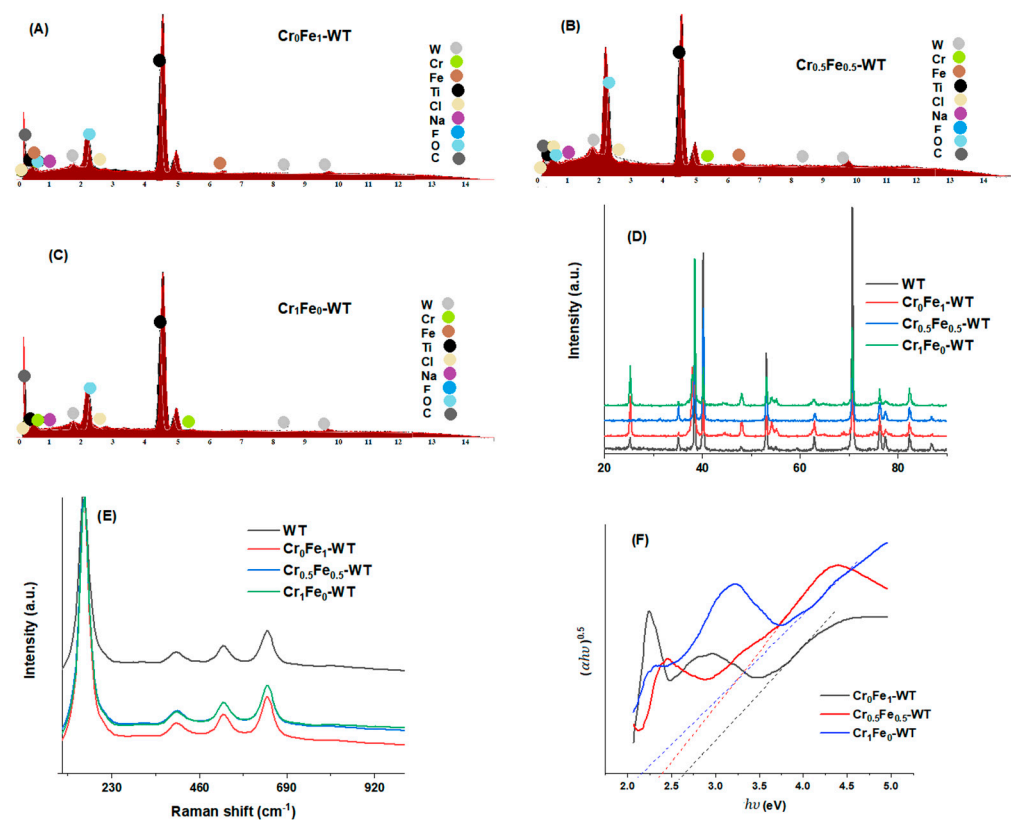 (A)
Cr₀Fe₁-WT
W
Cr
Fe
Ti
Cl
Na
F
O
C
0 1 2 3 4 5 6 7 8 9 10 11 12 13 14
(B)
Cr₀.₅Fe₀.₅-WT
W
Cr
Fe
Ti
Cl
Na
F
O
C
0 1 2 3 4 5 6 7 8 9 10 11 12 13 14
(C)
Cr₁Fe₀-WT
W
Cr
Fe
Ti
Cl
Na
F
O
C
0 1 2 3 4 5 6 7 8 9 10 11 12 13 14
(D)
Intensity (a.u.)
WT
Cr₀Fe₁-WT
Cr₀.₅Fe₀.₅-WT
Cr₁Fe₀-WT
20 40 60 80
(E)
Intensity (a.u.)
WT
Cr₀Fe₁-WT
Cr₀.₅Fe₀.₅-WT
Cr₁Fe₀-WT
230 460 690 920
Raman shift (cm⁻¹)
(F)
(αhυ)⁰·⁵
Cr₀Fe₁-WT
Cr₀.₅Fe₀.₅-WT
Cr₁Fe₀-WT
2.0 2.5 3.0 3.5 4.0 4.5 5.0
hυ (eV)